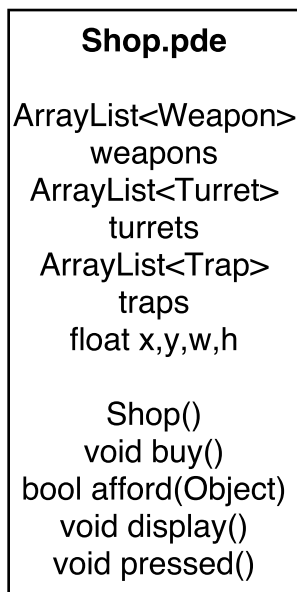 Shop.pde
ArrayList<Weapon>
weapons
ArrayList<Turret>
turrets
ArrayList<Trap>
traps
float x,y,w,h
Shop()
void buy()
bool afford(Object)
void display()
void pressed()